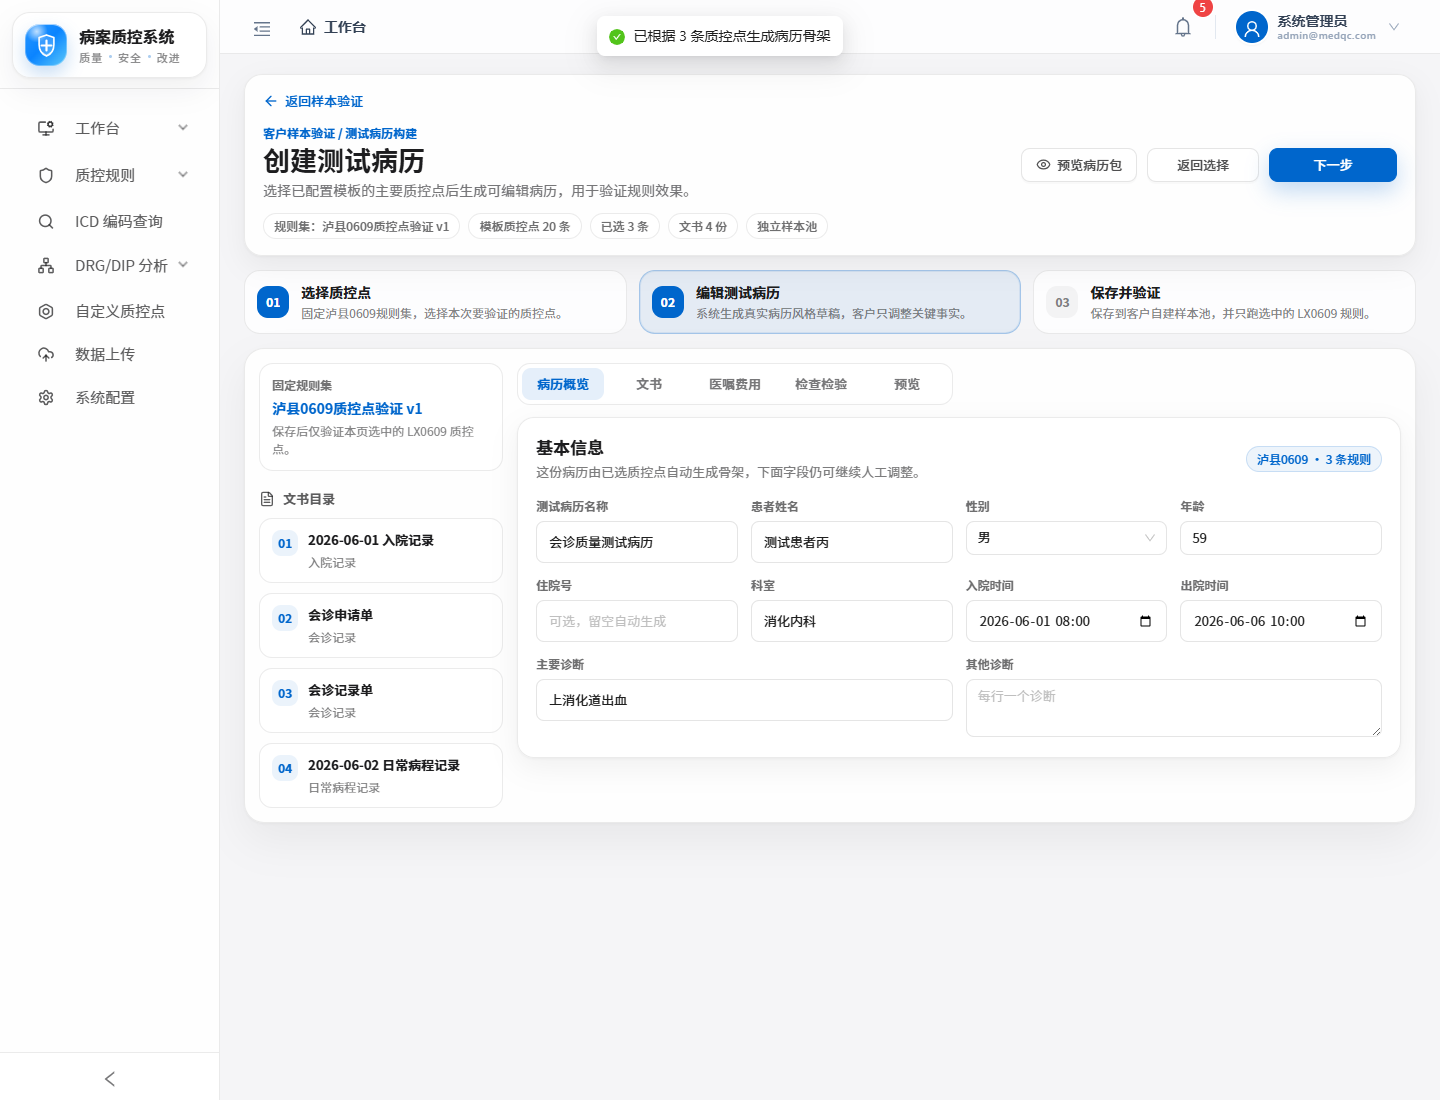 病案质控系统
质量 · 安全 · 改进
工作台
质控规则
ICD 编码查询
DRG/DIP 分析
自定义质控点
数据上传
系统配置
工作台
已根据 3 条质控点生成病历骨架
5
系统管理员
admin@medqc.com
返回样本验证
客户样本验证 / 测试病历构建
创建测试病历
选择已配置模板的主要质控点后生成可编辑病历，用于验证规则效果。
规则集：泸县0609质控点验证 v1
模板质控点 20 条
已选 3 条
文书 4 份
独立样本池
预览病历包
返回选择
下一步
01
选择质控点
固定泸县0609规则集，选择本次要验证的质控点。
02
编辑测试病历
系统生成真实病历风格草稿，客户只调整关键事实。
03
保存并验证
保存到客户自建样本池，并只跑选中的 LX0609 规则。
固定规则集
泸县0609质控点验证 v1
保存后仅验证本页选中的 LX0609 质控
点。
文书目录
01
2026-06-01 入院记录
入院记录
02
会诊申请单
会诊记录
03
会诊记录单
会诊记录
04
2026-06-02 日常病程记录
日常病程记录
病历概览
文书
医嘱费用
检查检验
预览
基本信息
这份病历由已选质控点自动生成骨架，下面字段仍可继续人工调整。
泸县0609 · 3 条规则
测试病历名称
患者姓名
性别
年龄
会诊质量测试病历
测试患者丙
男
59
住院号
科室
入院时间
出院时间
可选，留空自动生成
消化内科
2026-06-01 08:00
2026-06-06 10:00
主要诊断
其他诊断
上消化道出血
每行一个诊断